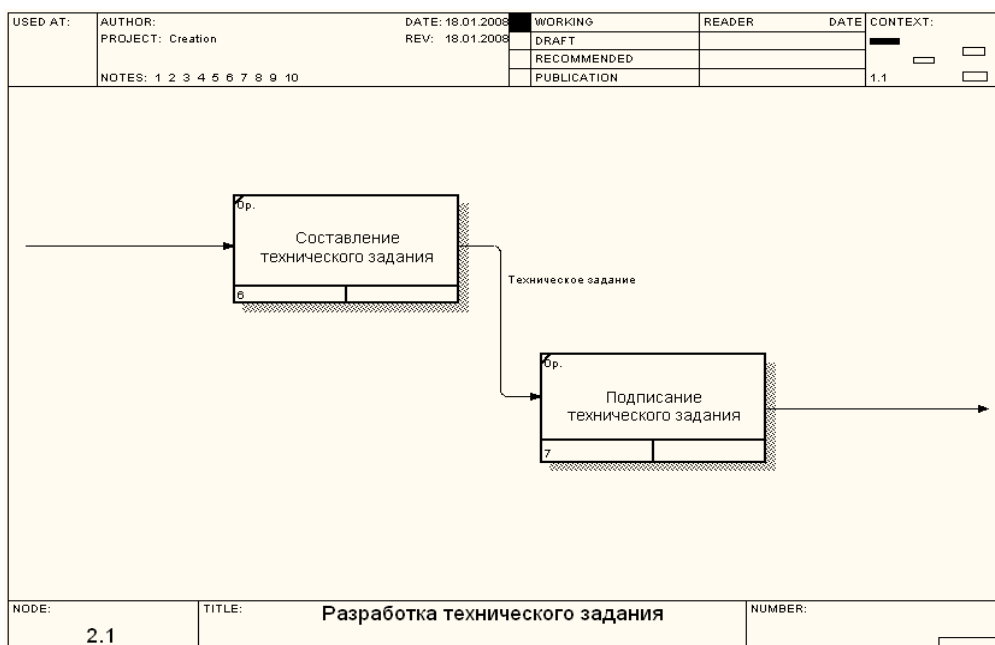 USED AT:
AUTHOR:
DATE: 18.01.2008
WORKING
READER
DATE
CONTEXT:
PROJECT: Creation
REV: 18.01.2008
DRAFT
RECOMMENDED
NOTES: 1 2 3 4 5 6 7 8 9 10
PUBLICATION
1.1
0р.
Составление
технического задания
6
Техническое задание
0р.
Подписание
технического задания
7
NODE:
2.1
TITLE:
Разработка технического задания
NUMBER: